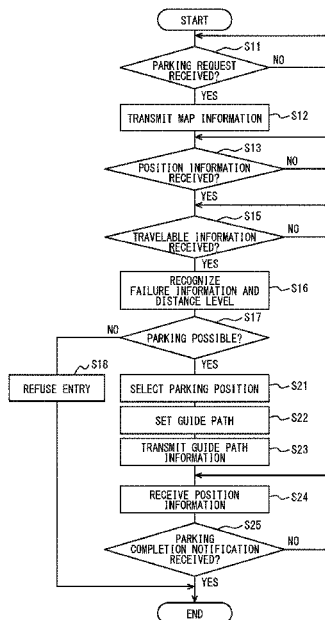 START
S11
PARKING REQUEST
RECEIVED?
NO
YES
TRANSMIT MAP INFORMATION
S12
S13
POSITION INFORMATION
RECEIVED?
NO
YES
S15
TRAVELABLE INFORMATION
RECEIVED?
NO
YES
RECOGNIZE
FAILURE INFORMATION AND
DISTANCE LEVEL
S16
S17
NO
PARKING POSSIBLE?
S18
YES
REFUSE ENTRY
SELECT PARKING POSITION
S21
SET GUIDE PATH
S22
TRANSMIT GUIDE PATH
INFORMATION
S23
RECEIVE POSITION
INFORMATION
S24
S25
PARKING
COMPLETION NOTIFICATION
RECEIVED?
NO
YES
END